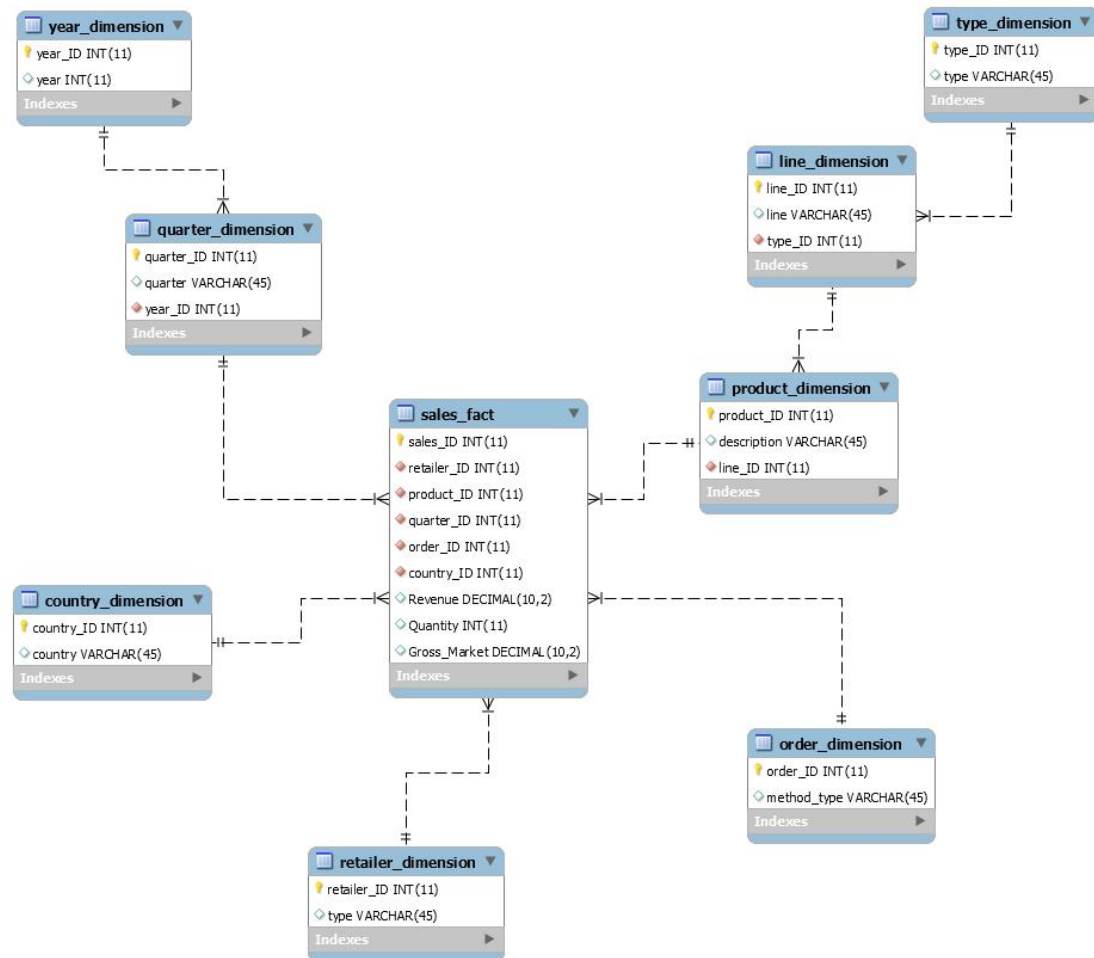 year_dimension
year_ID INT(11)
year INT(11)
Indexes
type_dimension
type_ID INT(11)
type VARCHAR(45)
Indexes
line_dimension
line_ID INT(11)
line VARCHAR(45)
type_ID INT(11)
Indexes
quarter_dimension
quarter_ID INT(11)
quarter VARCHAR(45)
year_ID INT(11)
Indexes
product_dimension
product_ID INT(11)
description VARCHAR(45)
line_ID INT(11)
Indexes
sales_fact
sales_ID INT(11)
retailer_ID INT(11)
product_ID INT(11)
quarter_ID INT(11)
order_ID INT(11)
country_ID INT(11)
Revenue DECIMAL(10,2)
Quantity INT(11)
Gross_Market DECIMAL(10,2)
Indexes
country_dimension
country_ID INT(11)
country VARCHAR(45)
Indexes
order_dimension
order_ID INT(11)
method_type VARCHAR(45)
Indexes
retailer_dimension
retailer_ID INT(11)
type VARCHAR(45)
Indexes